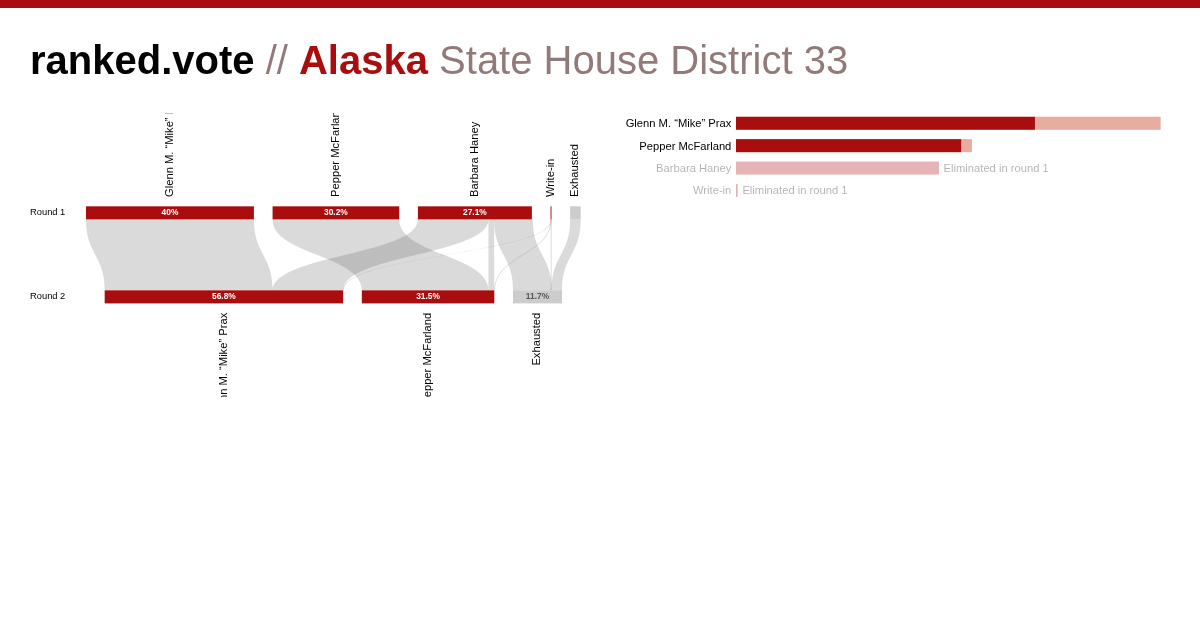 ranked.vote // Alaska State House District 33
Glenn M. “Mike”
Pepper McFarlan
Barbara Haney
Write-in
Exhausted
Round 1
40%
30.2%
27.1%
Round 2
56.8%
31.5%
11.7%
M. “Mike” Prax
epper McFarland
Exhausted
Glenn M. “Mike” Prax
Pepper McFarland
Barbara Haney
Eliminated in round 1
Write-in
Eliminated in round 1